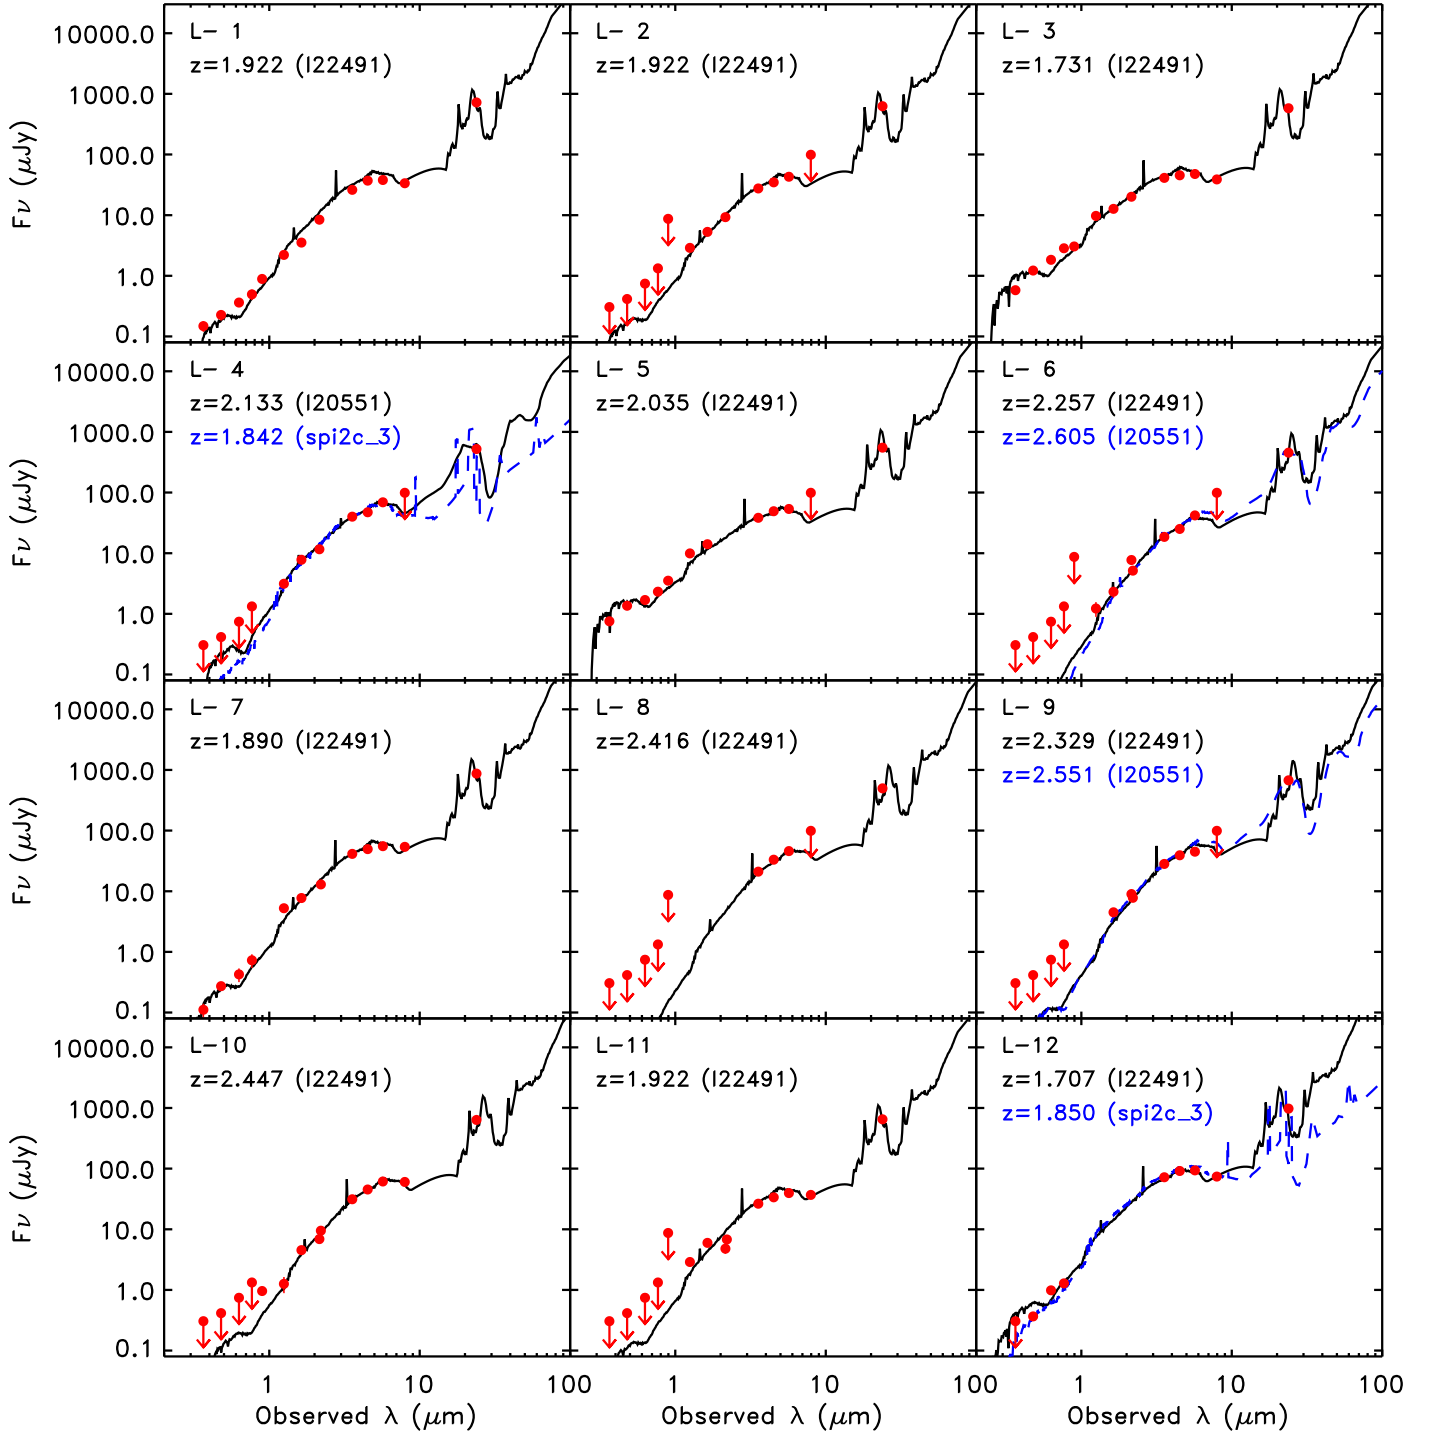 L- 1
z=1.922 (I22491)
L- 2
z=1.922 (I22491)
L- 3
z=1.731 (I22491)
10000.0
1000.0
100.0
10.0
1.0
0.1
Fν (μJy)
L- 4
z=2.133 (I20551)
z=1.842 (spi2c_3)
L- 5
z=2.035 (I22491)
L- 6
z=2.257 (I22491)
z=2.605 (I20551)
10000.0
1000.0
100.0
10.0
1.0
0.1
Fν (μJy)
L- 7
z=1.890 (I22491)
L- 8
z=2.416 (I22491)
L- 9
z=2.329 (I22491)
z=2.551 (I20551)
10000.0
1000.0
100.0
10.0
1.0
0.1
Fν (μJy)
L-10
z=2.447 (I22491)
L-11
z=1.922 (I22491)
L-12
z=1.707 (I22491)
z=1.850 (spi2c_3)
10000.0
1000.0
100.0
10.0
1.0
0.1
Fν (μJy)
1 10 100 1 10 100 1 10 100
Observed λ (μm) Observed λ (μm) Observed λ (μm)